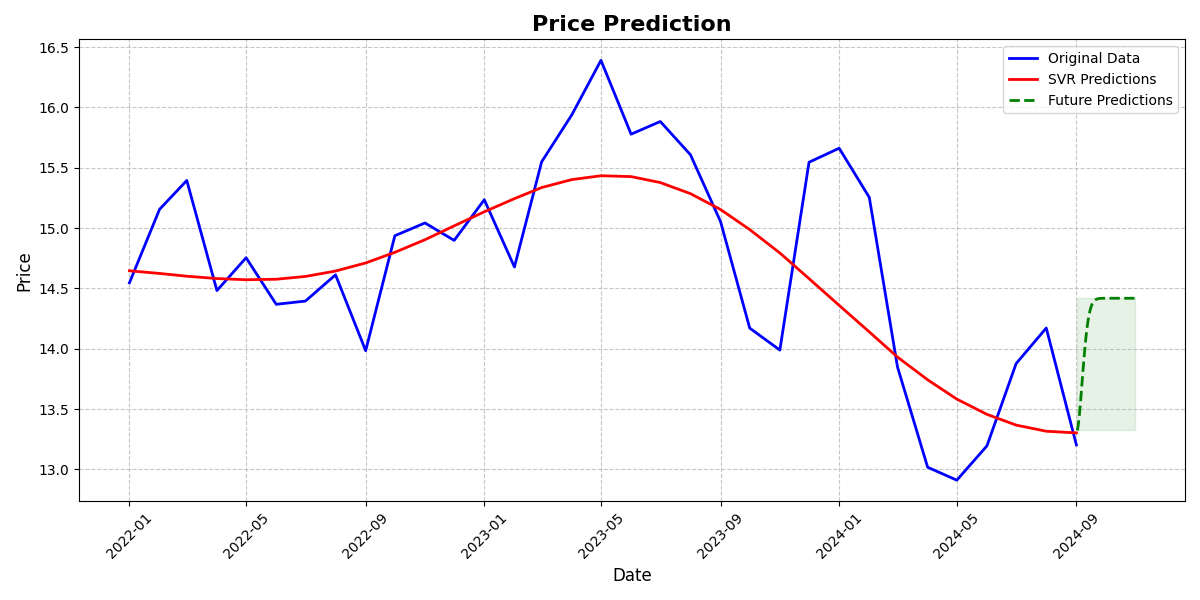 Price Prediction
Original Data
SVR Predictions
Future Predictions
Price
16.5
16.0
15.5
15.0
14.5
14.0
13.5
13.0
2022-01
2022-05
2022-09
2023-01
2023-05
2023-09
2024-01
2024-05
2024-09
Date